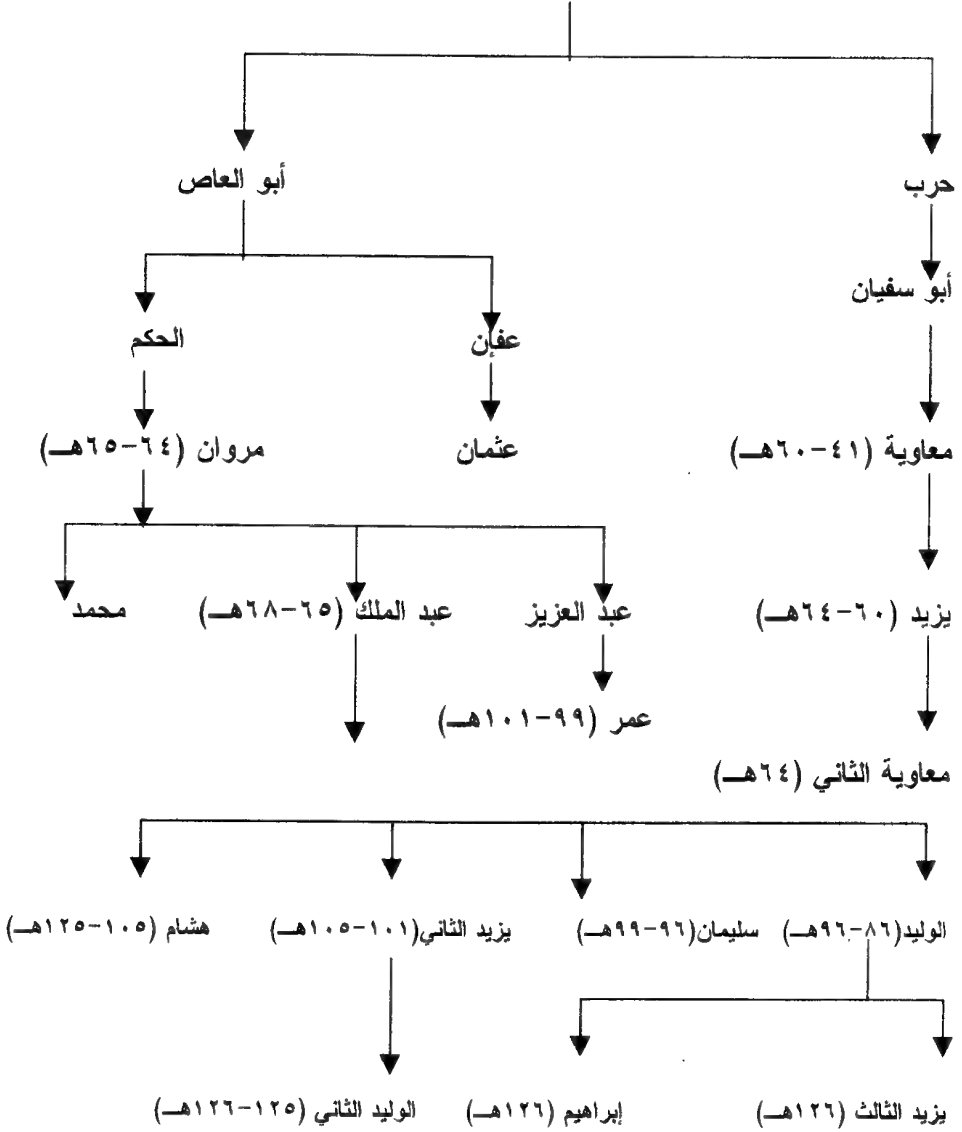 حرب أبو العاص
أبو سفيان
عفان الحكم
معاوية (٤١-٦٠هـ) عثمان مروان (٦٤-٦٥هـ)
يزيد (٦٠-٦٤هـ) عبد العزيز عبد الملك (٦٥-٦٨هـ) محمد
عمر (٩٩-١٠١هـ)
معاوية الثاني (٦٤هـ)
الوليد(٨٦-٩٦هـ) سليمان(٩٦-٩٩هـ) يزيد الثاني(١٠١-١٠٥هـ) هشام (١٠٥-١٢٥هـ)
يزيد الثالث (١٢٦هـ) إبراهيم (١٢٦هـ) الوليد الثاني (١٢٥-١٢٦هـ)